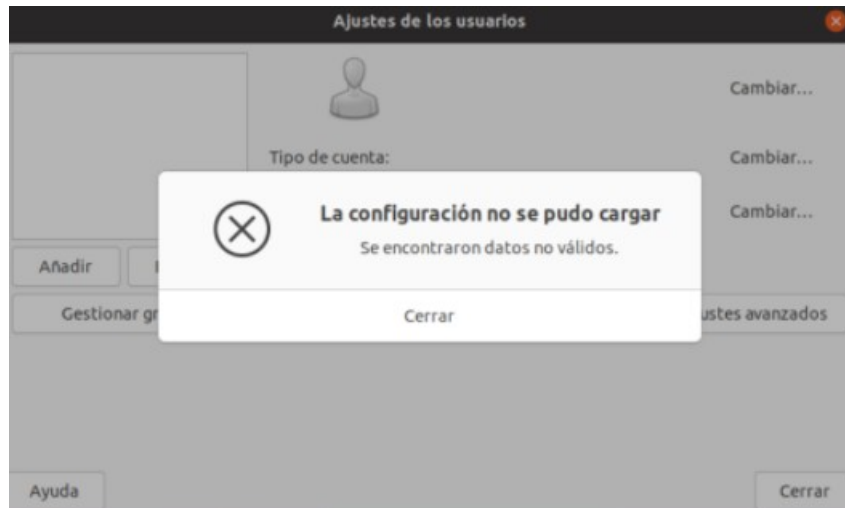 Ajustes de los usuarios
Cambiar...
Tipo de cuenta:
Cambiar...
Cambiar...
La configuración no se pudo cargar
Se encontraron datos no válidos.
Cerrar
Añadir
Gestionar gr
ustes avanzados
Ayuda
Cerrar